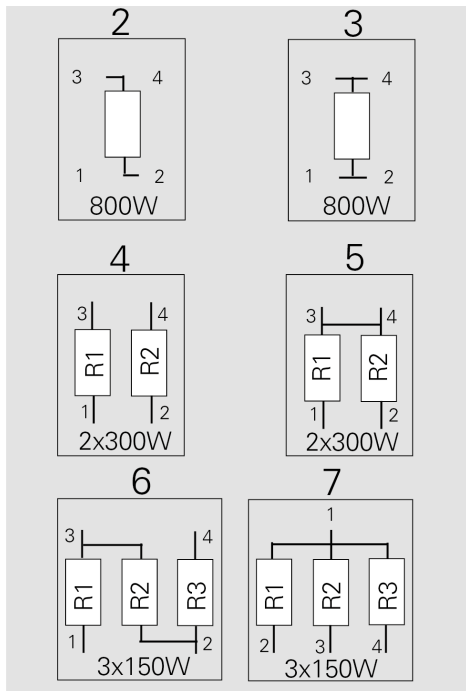 2 3
3 4 3 4
1 2 1 2
800W 800W
4 5
3 4 3 4
R1 R2 R1 R2
1 2 1 2
2x300W 2x300W
6 7
1
3 4
R1 R2 R3 R1 R2 R3
1 2 2 3 4
3x150W 3x150W